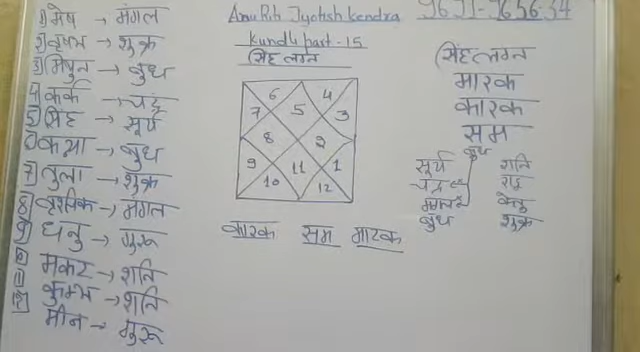 1) मेष → मंगल
2) वृषभ → शुक्र
3) मिथुन → बुध
4 कर्क → चंद्र
5) सिंह → सूर्य
6) कन्या → बुध
7) तुला → शुक्र
8) वृश्चिक → मंगल
9) धनु → गुरू
10 मकर → शनि
11 कुम्भ → शनि
12 मीन → गुरू
Anu Riti Jyotish Kendra
Kundli part - 15
सिंह लग्न
6 4
7 5 3
8 2
9 11 1
10 12
कारक सम मारक
सिंह लग्न
मारक
कारक
सम
बुध
सूर्य शनि
चंद्र राहु
मंगल केतु
बुध शुक्र